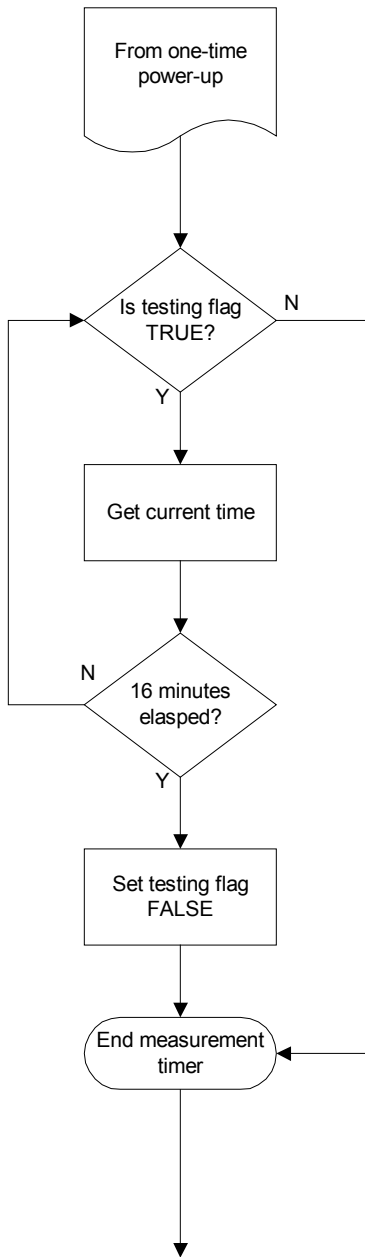 From one-time
power-up
Is testing flag
TRUE?
N
Y
Get current time
N
16 minutes
elasped?
Y
Set testing flag
FALSE
End measurement
timer